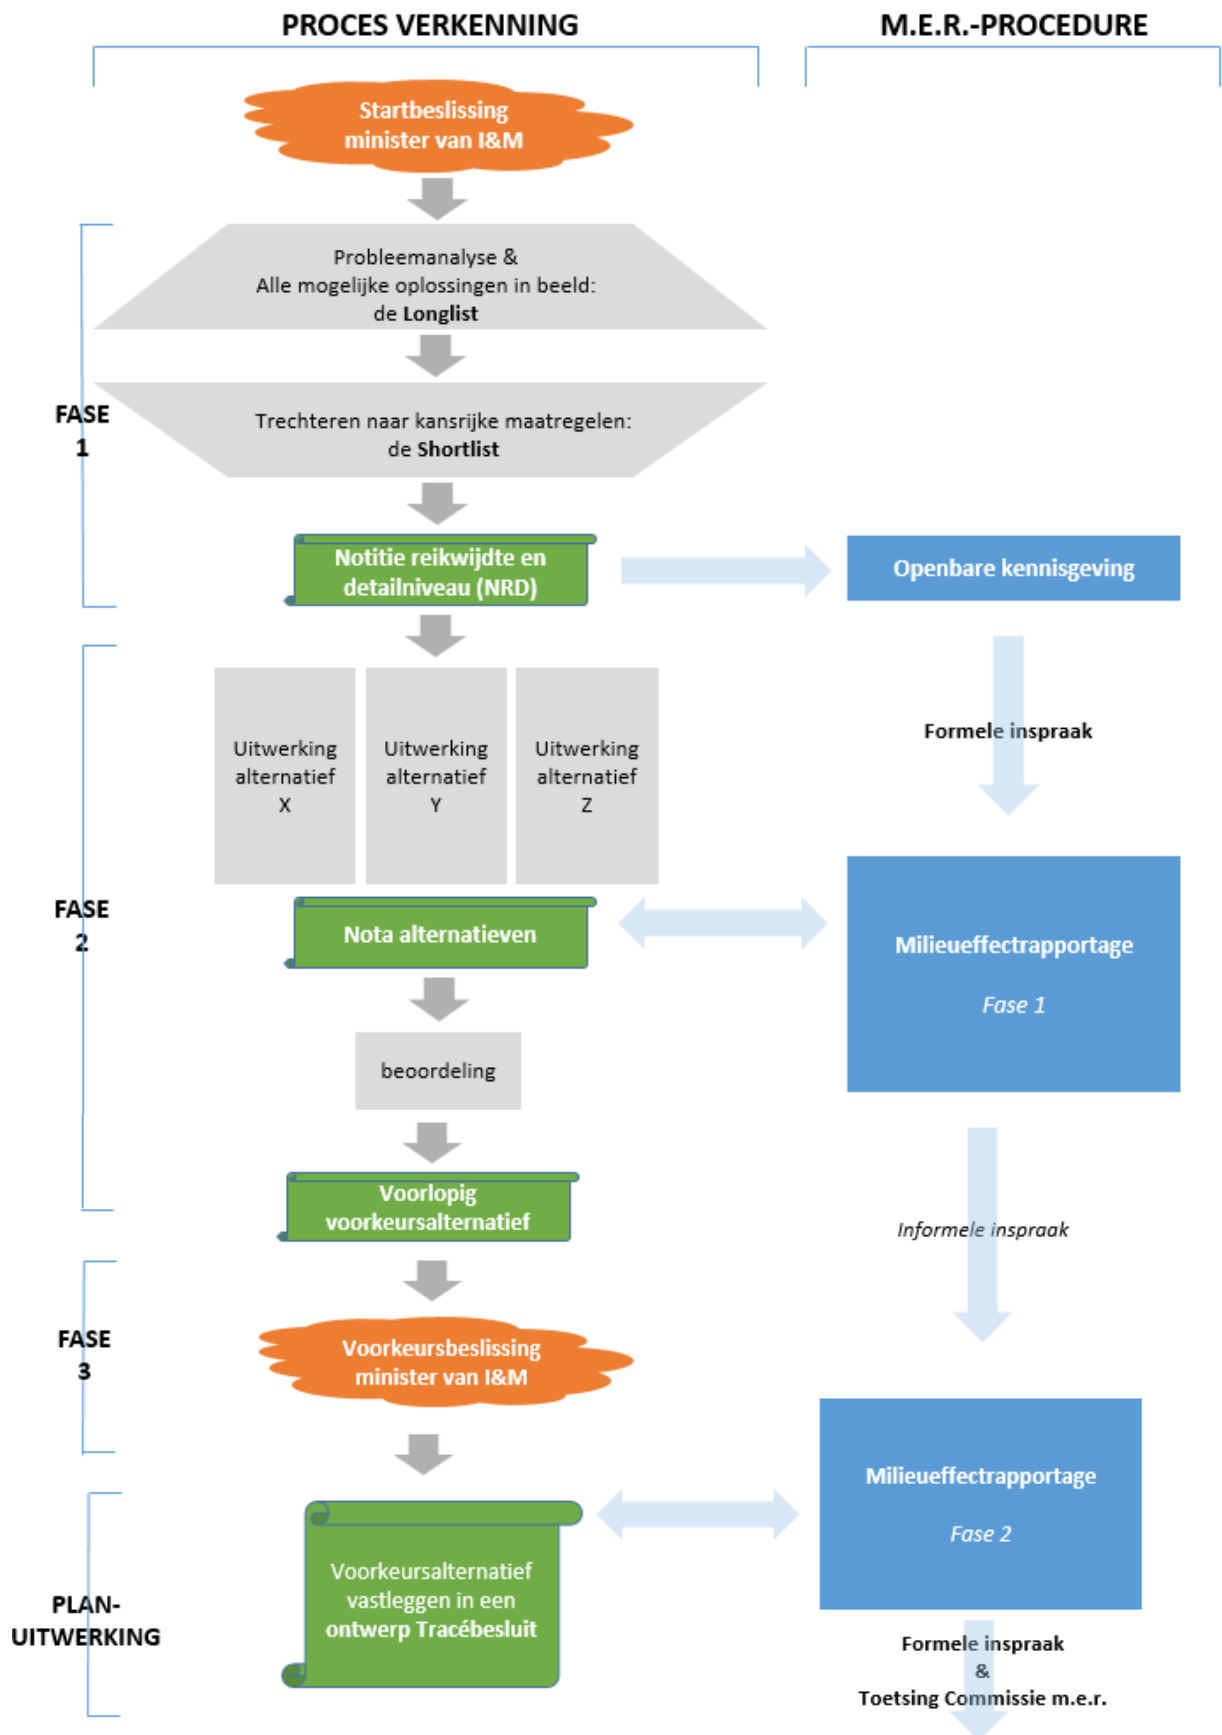 PROCES VERKENNING
M.E.R.-PROCEDURE
Startbeslissing
minister van I&M
FASE
1
Probleemanalyse &
Alle mogelijke oplossingen in beeld:
de Longlist
Trechteren naar kansrijke maatregelen:
de Shortlist
Notitie reikwijdte en
detailniveau (NRD)
Openbare kennisgeving
Formele inspraak
FASE
2
Uitwerking
alternatief
X
Uitwerking
alternatief
Y
Uitwerking
alternatief
Z
Nota alternatieven
Milieueffectrapportage
Fase 1
beoordeling
Voorlopig
voorkeursalternatief
Informele inspraak
FASE
3
Voorkeursbeslissing
minister van I&M
Milieueffectrapportage
Fase 2
PLAN-
UITWERKING
Voorkeursalternatief
vastleggen in een
ontwerp Tracébesluit
Formele inspraak
&
Toetsing Commissie m.e.r.